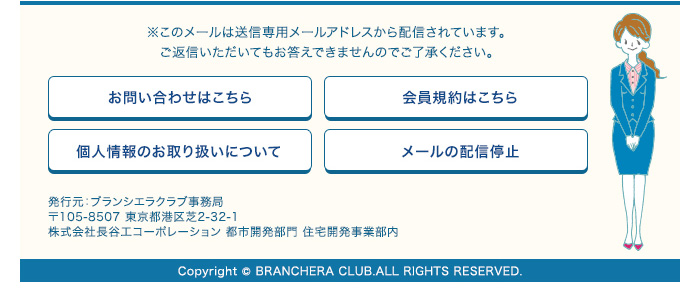 ※このメールは送信専用メールアドレスから配信されています。
ご返信いただいてもお答えできませんのでご了承ください。
お問い合わせはこちら
会員規約はこちら
個人情報のお取り扱いについて
メールの配信停止
発行元：ブランシエラクラブ事務局
〒105-8507 東京都港区芝2-32-1
株式会社長谷工コーポレーション 都市開発部門 住宅開発事業部内
Copyright © BRANCHERA CLUB.ALL RIGHTS RESERVED.